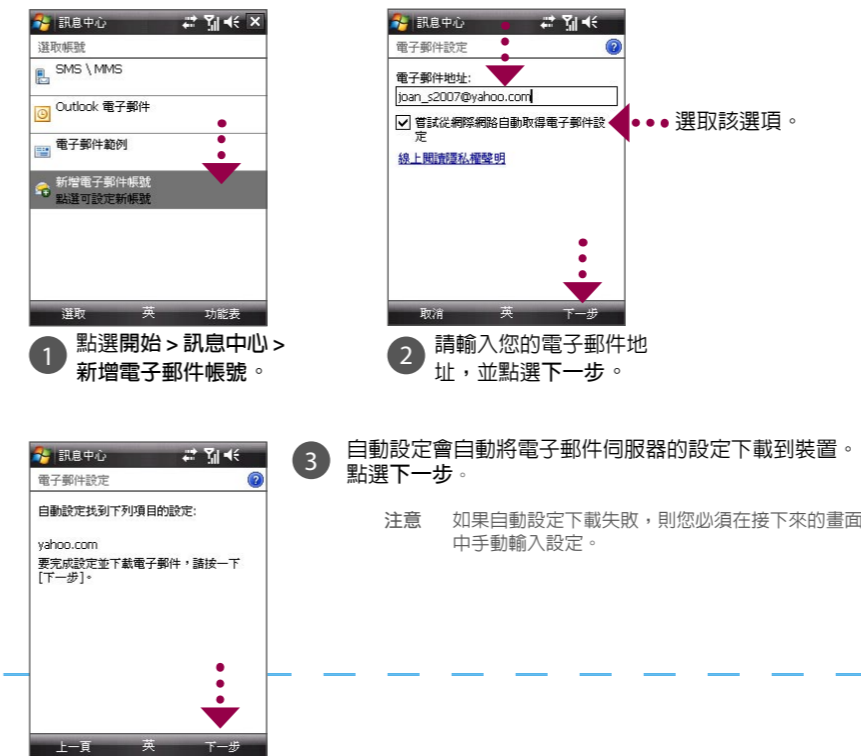 訊息中心
選取帳號
SMS \ MMS
Outlook 電子郵件
電子郵件範例
新增電子郵件帳號
點選可設定新帳號
選取 英 功能表
1 點選開始 > 訊息中心 >
新增電子郵件帳號。
訊息中心
電子郵件設定
電子郵件地址:
joan_s2007@yahoo.com
嘗試從網際網路自動取得電子郵件設
定
線上閱讀隱私權聲明
取消 英 下一步
選取該選項。
2 請輸入您的電子郵件地
址，並點選下一步。
訊息中心
電子郵件設定
自動設定找到下列項目的設定:
yahoo.com
要完成設定並下載電子郵件，請按一下
[下一步]。
上一頁 英 下一步
3 自動設定會自動將電子郵件伺服器的設定下載到裝置。
點選下一步。
注意 如果自動設定下載失敗，則您必須在接下來的畫面
中手動輸入設定。